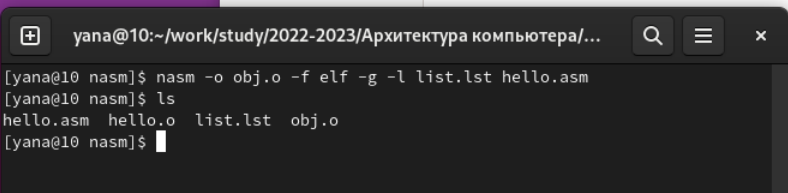 yana@10:~/work/study/2022-2023/Архитектура компьютера/...
[yana@10 nasm]$ nasm -o obj.o -f elf -g -l list.lst hello.asm
[yana@10 nasm]$ ls
hello.asm  hello.o  list.lst  obj.o
[yana@10 nasm]$